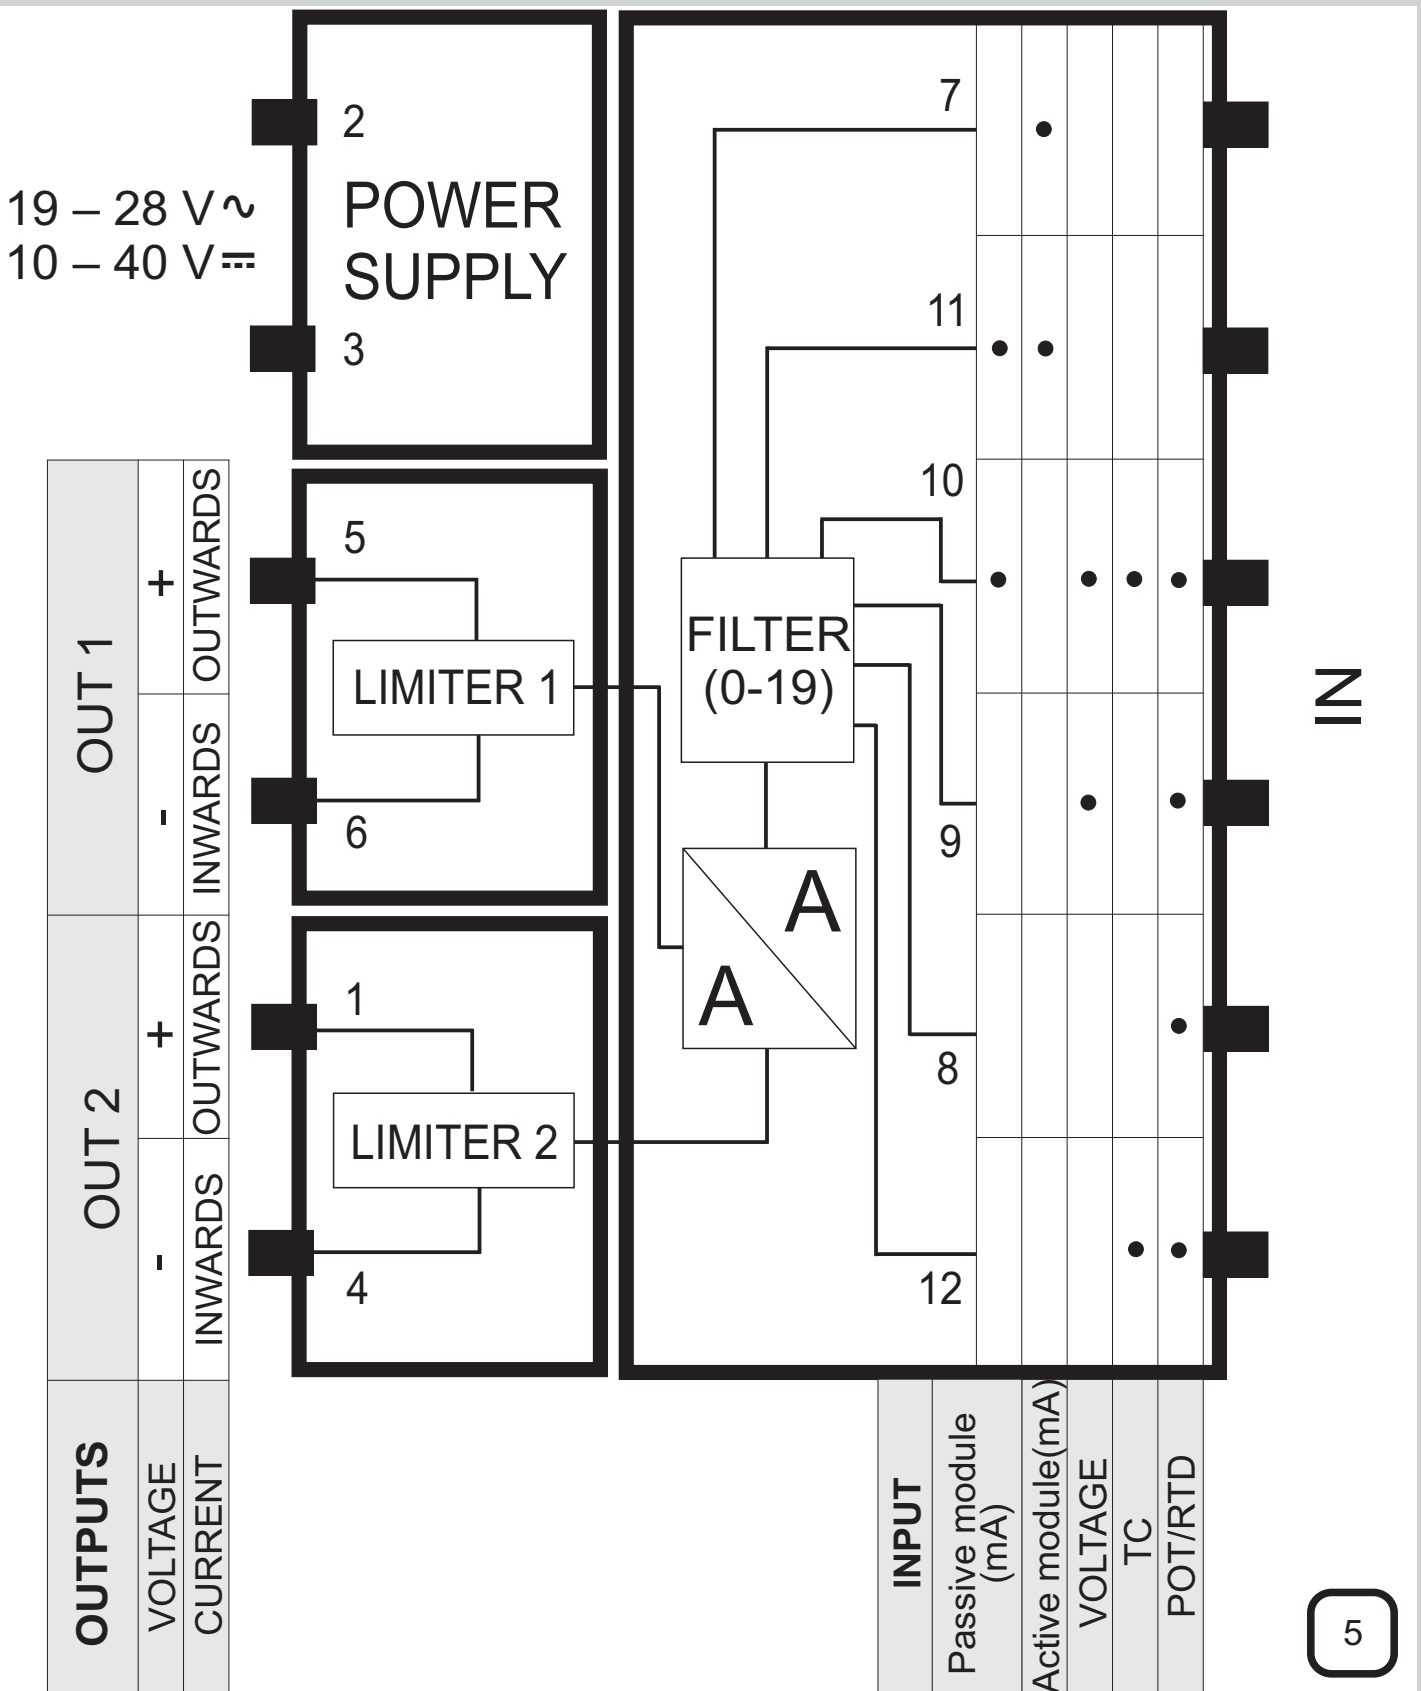 2
19 – 28 V~
10 – 40 V⎓
POWER
SUPPLY
3
7
11
10
9
8
12
FILTER
(0-19)
A
A
5
LIMITER 1
6
1
LIMITER 2
4
OUT 1
+
OUTWARDS
-
INWARDS
OUT 2
+
OUTWARDS
-
INWARDS
OUTPUTS
VOLTAGE
CURRENT
IN
INPUT
Passive module
(mA)
Active module(mA)
VOLTAGE
TC
POT/RTD
5